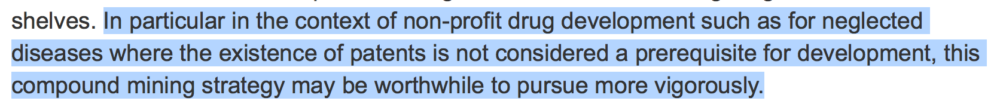 shelves. In particular in the context of non-profit drug development such as for neglected
diseases where the existence of patents is not considered a prerequisite for development, this
compound mining strategy may be worthwhile to pursue more vigorously.